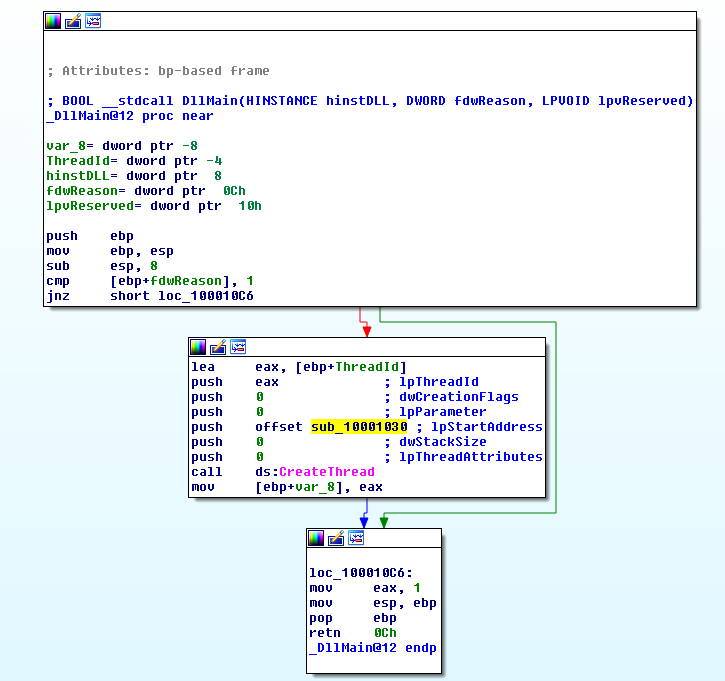 ; Attributes: bp-based frame
; BOOL __stdcall DllMain(HINSTANCE hinstDLL, DWORD fdwReason, LPVOID lpvReserved)
_DllMain@12 proc near
var_8= dword ptr -8
ThreadId= dword ptr -4
hinstDLL= dword ptr  8
fdwReason= dword ptr  0Ch
lpvReserved= dword ptr  10h
push    ebp
mov     ebp, esp
sub     esp, 8
cmp     [ebp+fdwReason], 1
jnz     short loc_100010C6
lea     eax, [ebp+ThreadId]
push    eax             ; lpThreadId
push    0               ; dwCreationFlags
push    0               ; lpParameter
push    offset sub_10001030 ; lpStartAddress
push    0               ; dwStackSize
push    0               ; lpThreadAttributes
call    ds:CreateThread
mov     [ebp+var_8], eax
loc_100010C6:
mov     eax, 1
mov     esp, ebp
pop     ebp
retn    0Ch
_DllMain@12 endp